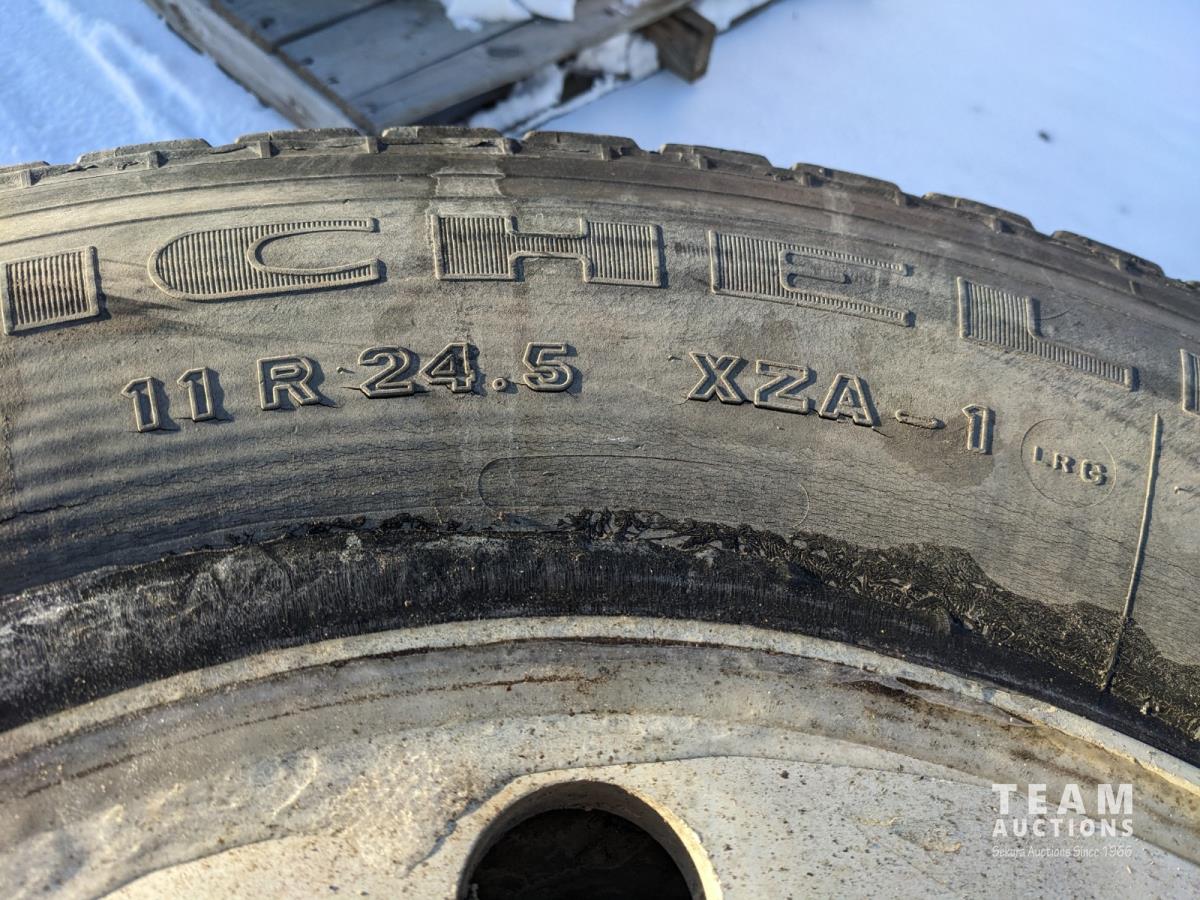 ICHEL
11 R 24.5 XZA-1
LRG
TEAM
AUCTIONS
Sekura Auctions Since 1966